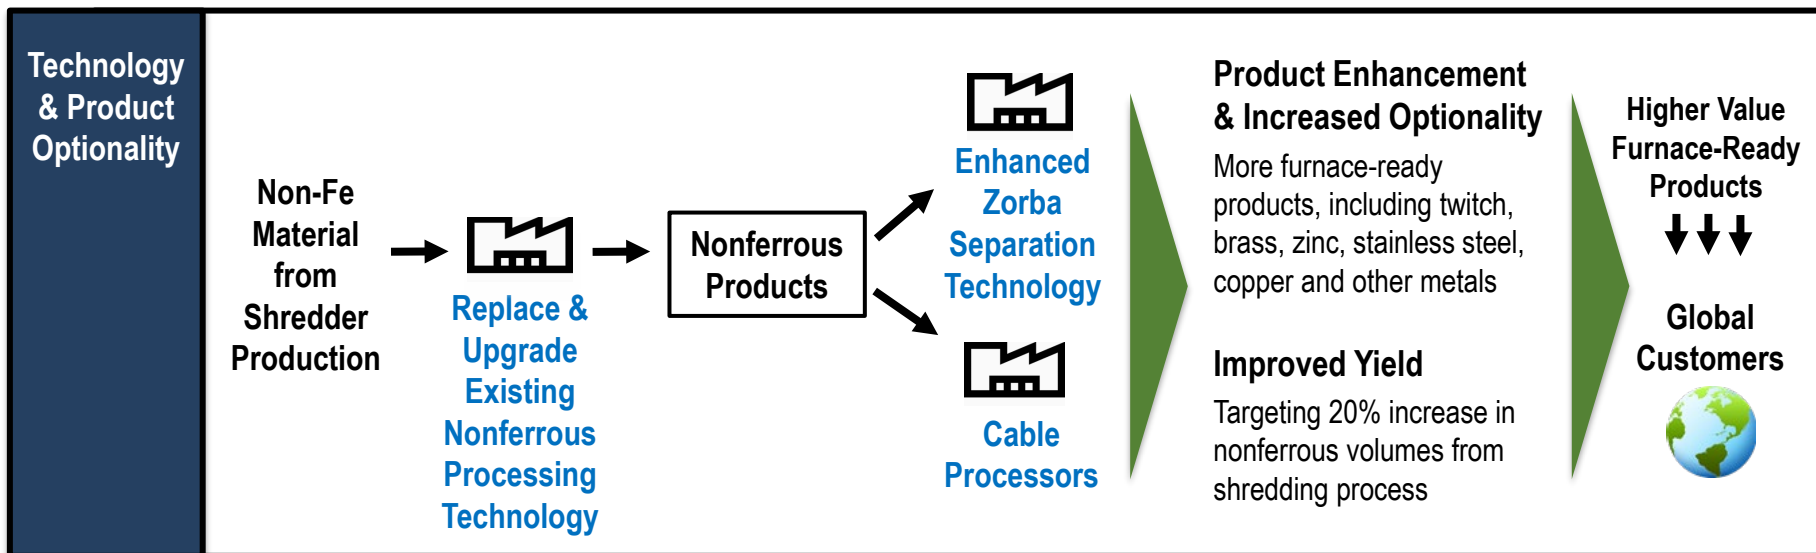 Technology
& Product
Optionality
Non-Fe
Material
from
Shredder
Production
Replace &
Upgrade
Existing
Nonferrous
Processing
Technology
Nonferrous
Products
Enhanced
Zorba
Separation
Technology
Cable
Processors
Product Enhancement
& Increased Optionality
More furnace-ready
products, including twitch,
brass, zinc, stainless steel,
copper and other metals
Improved Yield
Targeting 20% increase in
nonferrous volumes from
shredding process
Higher Value
Furnace-Ready
Products
Global
Customers